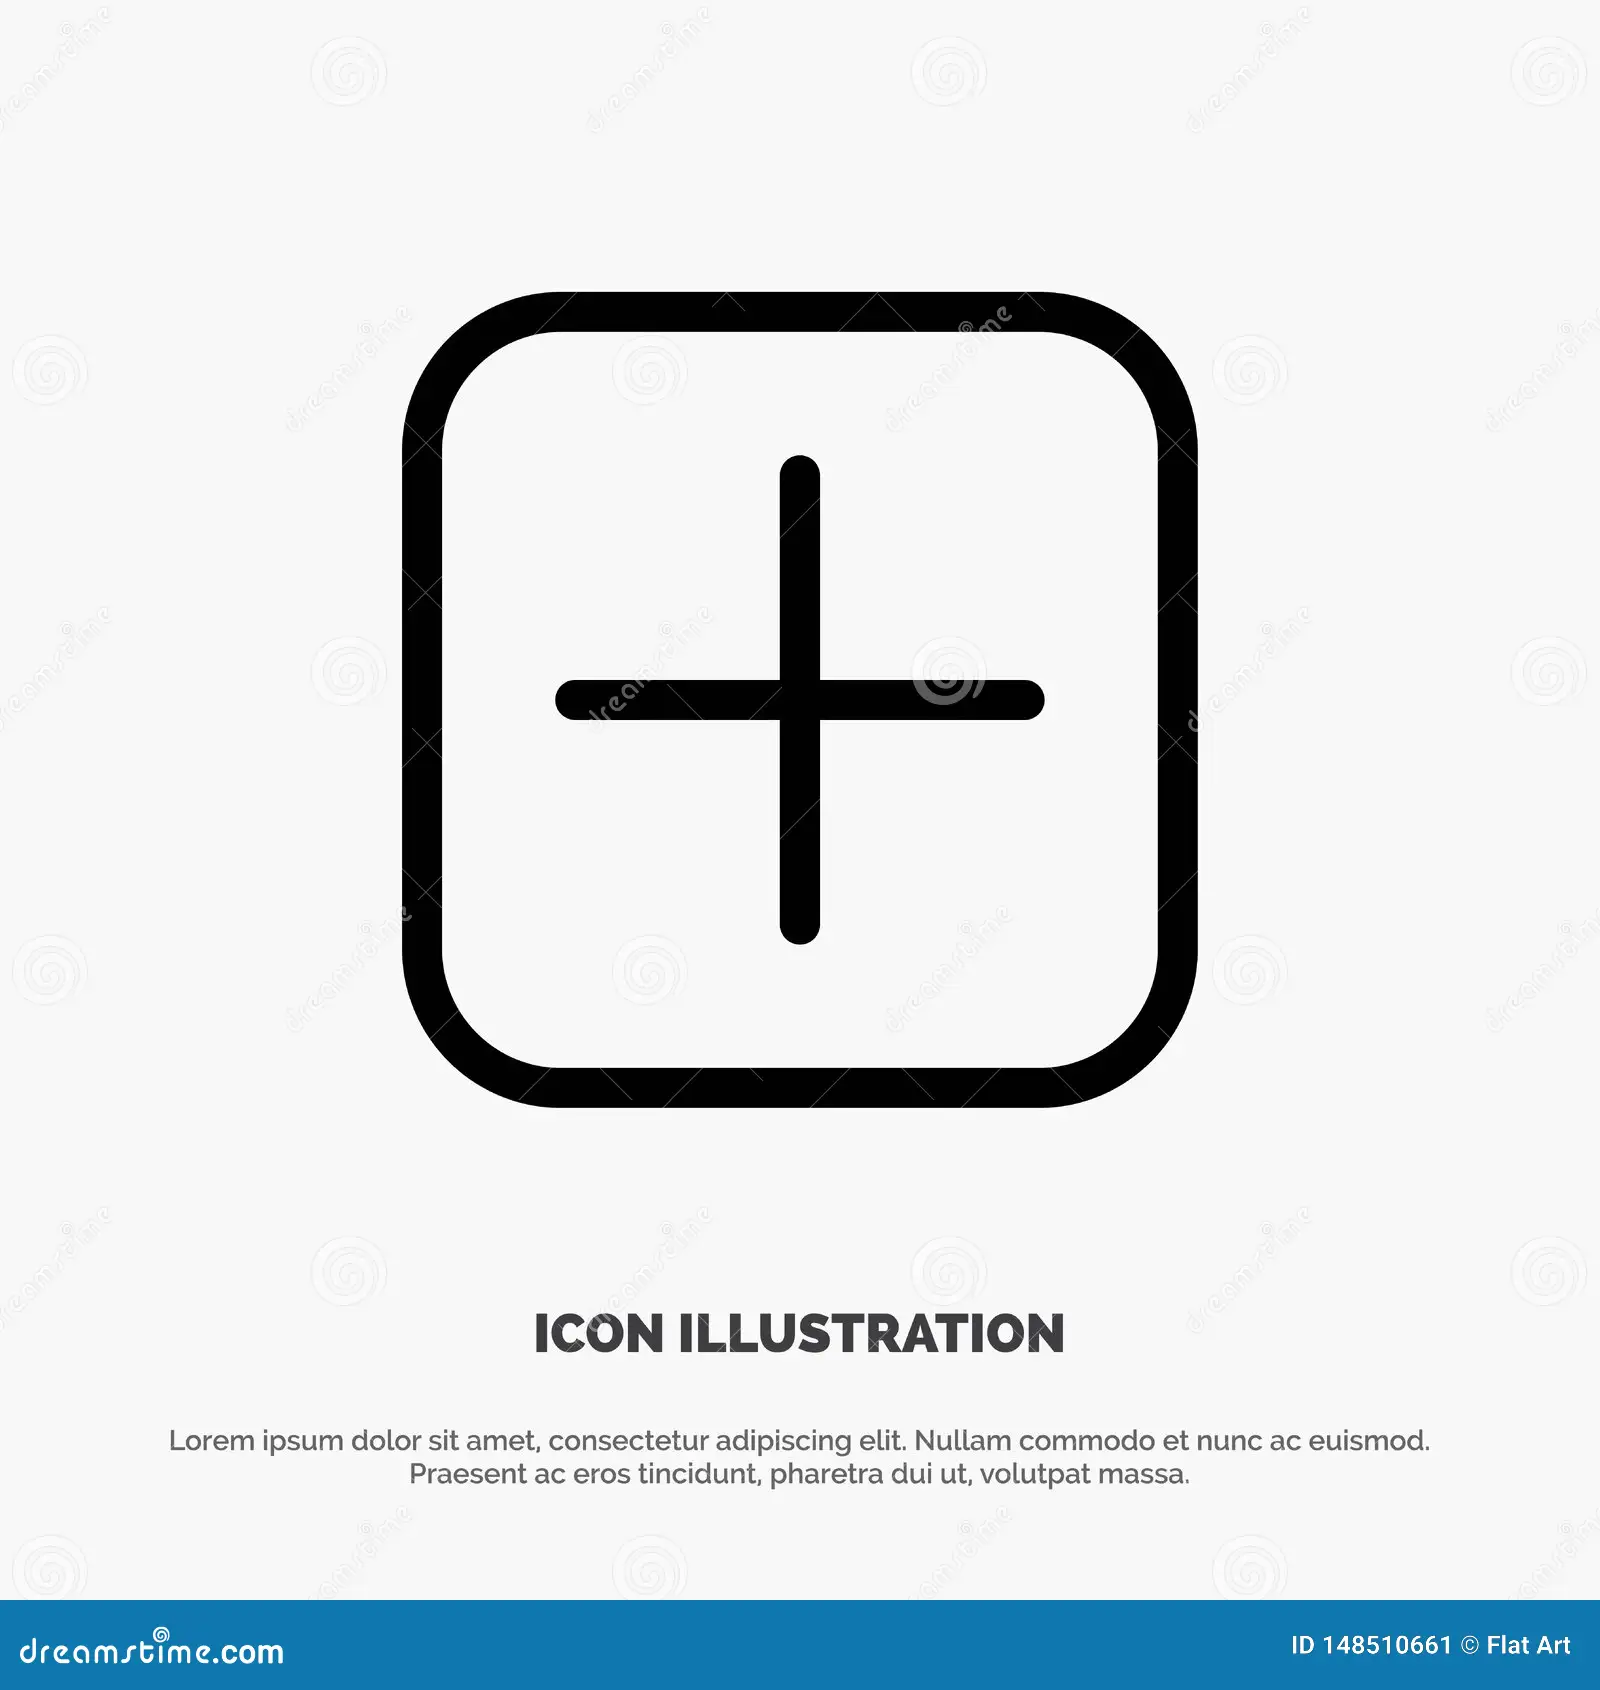 ICON ILLUSTRATION
Lorem ipsum dolor sit amet, consectetur adipiscing elit. Nullam commodo et nunc ac euismod.
Praesent ac eros tincidunt, pharetra dui ut, volutpat massa.
dreamstime.com
ID 148510661 © Flat Art